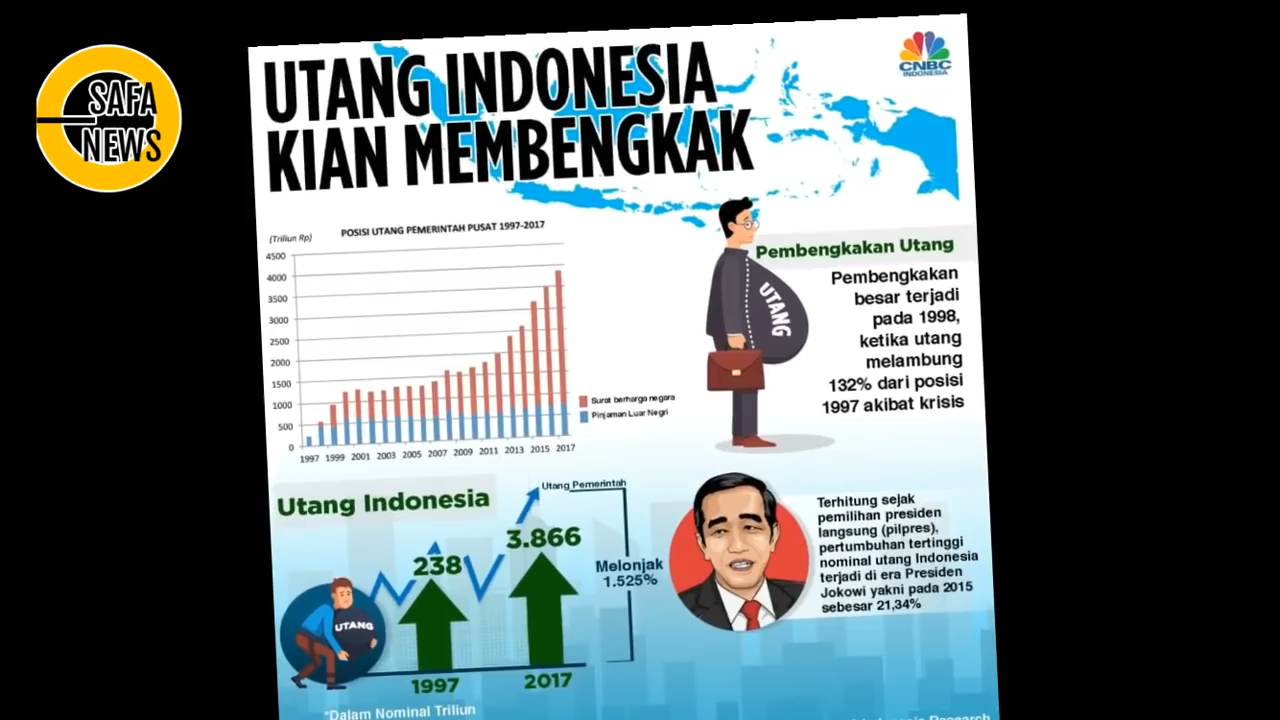 SAFA
NEWS
UTANG INDONESIA
KIAN MEMBENGKAK
CNBC
INDONESIA
(Triliun Rp)
POSISI UTANG PEMERINTAH PUSAT 1997-2017
4500
4000
3500
3000
2500
2000
1500
1000
500
0
1997 1999 2001 2003 2005 2007 2009 2011 2013 2015 2017
Surat berharga negara
Pinjaman Luar Negri
UTANG
Pembengkakan Utang
Pembengkakan
besar terjadi
pada 1998,
ketika utang
melambung
132% dari posisi
1997 akibat krisis
Utang Indonesia
Utang Pemerintah
238
3.866
Melonjak
1.525%
UTANG
1997
2017
*Dalam Nominal Triliun
Terhitung sejak
pemilihan presiden
langsung (pilpres),
pertumbuhan tertinggi
nominal utang Indonesia
terjadi di era Presiden
Jokowi yakni pada 2015
sebesar 21,34%
Indonesia Research